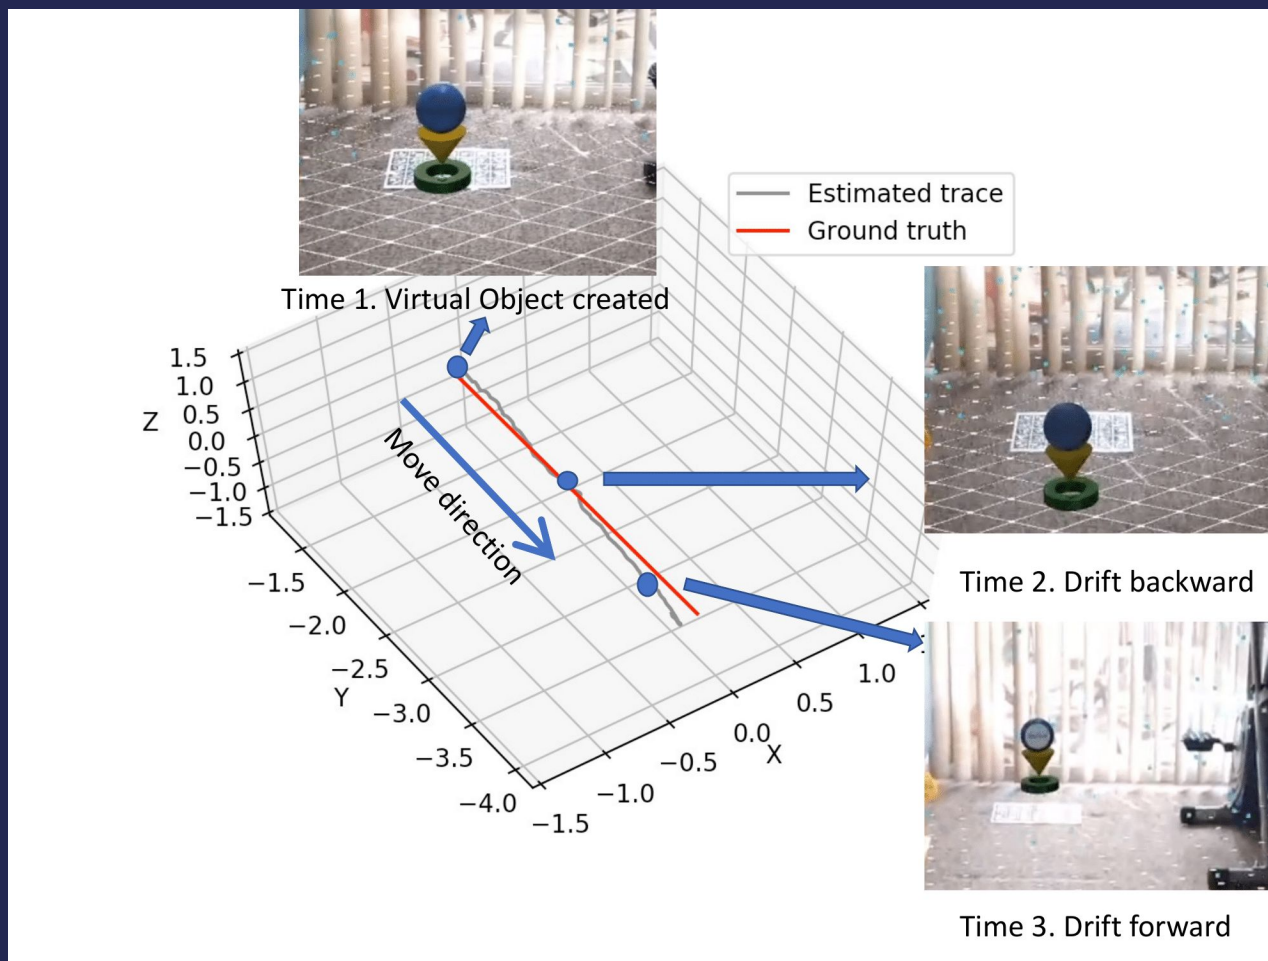 Time 1. Virtual Object created
Estimated trace
Ground truth
Move direction
Z
1.5
1.0
0.5
0.0
−0.5
−1.0
−1.5
Y
−1.5
−2.0
−2.5
−3.0
−3.5
−4.0
X
−1.5
−1.0
−0.5
0.0
0.5
1.0
Time 2. Drift backward
Time 3. Drift forward